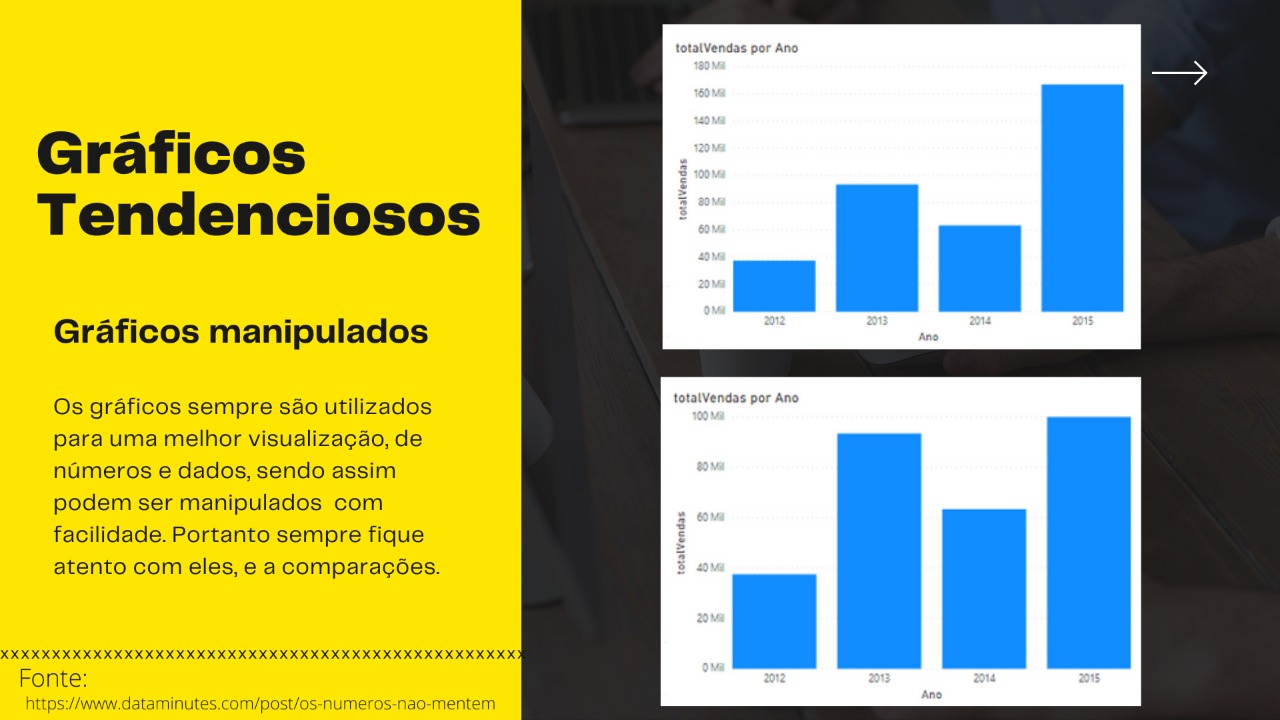 Gráficos
Tendenciosos
Gráficos manipulados
Os gráficos sempre são utilizados
para uma melhor visualização, de
números e dados, sendo assim
podem ser manipulados  com
facilidade. Portanto sempre fique
atento com eles, e a comparações.
xxxxxxxxxxxxxxxxxxxxxxxxxxxxxxxxxxxxxxxxxxxxxxx
Fonte:
https://www.dataminutes.com/post/os-numeros-nao-mentem
totalVendas por Ano
180 Mil
160 Mil
140 Mil
120 Mil
100 Mil
80 Mil
60 Mil
40 Mil
20 Mil
0 Mil
totalVendas
2012 2013 2014 2015
Ano
totalVendas por Ano
100 Mil
80 Mil
60 Mil
40 Mil
20 Mil
0 Mil
totalVendas
2012 2013 2014 2015
Ano